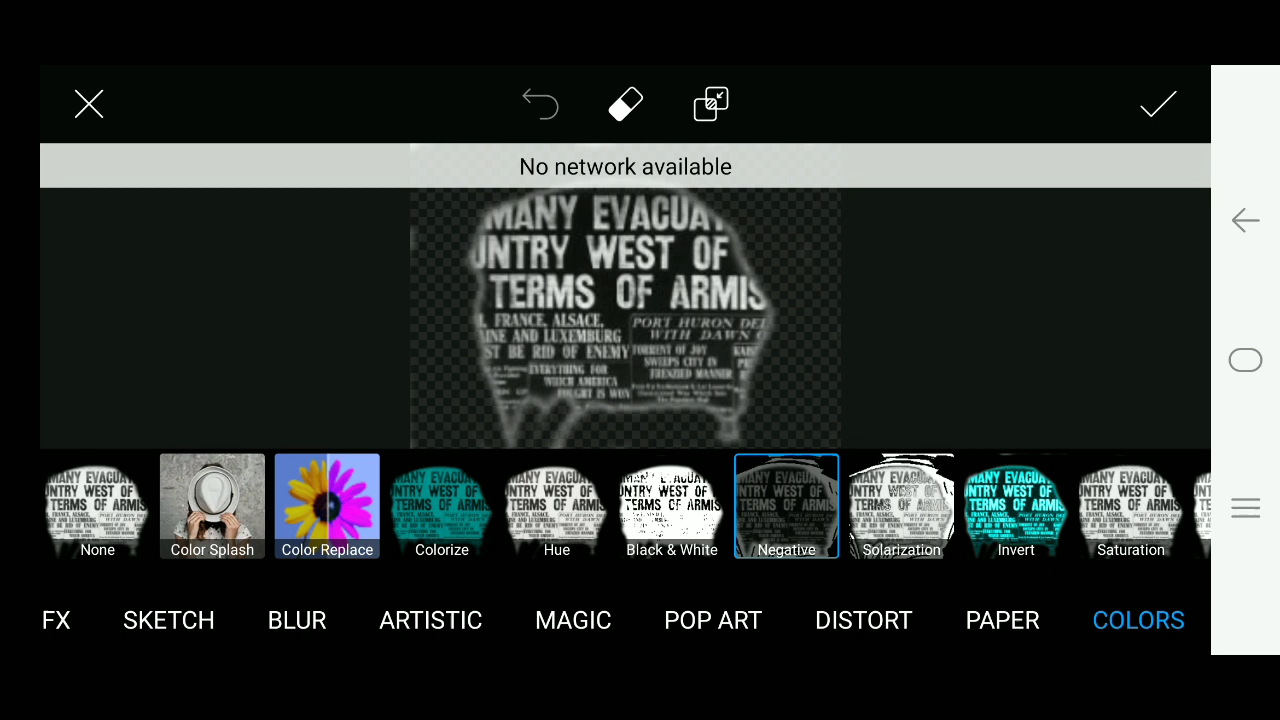 No network available
MANY EVACUAT
UNTRY WEST OF
TERMS OF ARMIS
L FRANCE, ALSACE,
INE AND LUXEMBURG
ST BE RID OF ENEMY
EVERYTHING FOR
WHICH AMERICA
FOUGHT IS WON
PORT HURON DEL
WITH DAWN
TORRENT OF JOY
SWEEPS CITY IN
FRENZIED MANNER
KAIS
None
Color Splash
Color Replace
Colorize
Hue
Black & White
Negative
Solarization
Invert
Saturation
FX SKETCH BLUR ARTISTIC MAGIC POP ART DISTORT PAPER COLORS